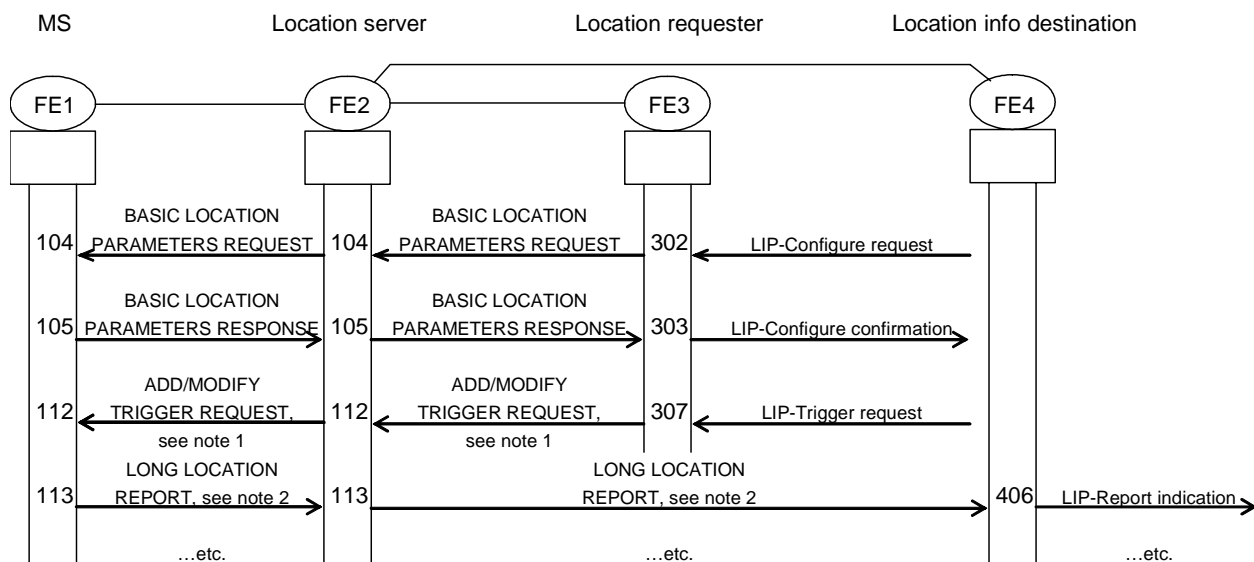 MS Location server Location requester Location info destination
FE1 FE2 FE3 FE4
BASIC LOCATION BASIC LOCATION
104 PARAMETERS REQUEST 104 PARAMETERS REQUEST 302 LIP-Configure request
BASIC LOCATION BASIC LOCATION
105 PARAMETERS RESPONSE 105 PARAMETERS RESPONSE 303 LIP-Configure confirmation
ADD/MODIFY ADD/MODIFY
112 TRIGGER REQUEST, 112 TRIGGER REQUEST, 307 LIP-Trigger request
see note 1 see note 1
LONG LOCATION LONG LOCATION
113 REPORT, see note 2 113 REPORT, see note 2 406 LIP-Report indication
…etc. …etc. …etc.